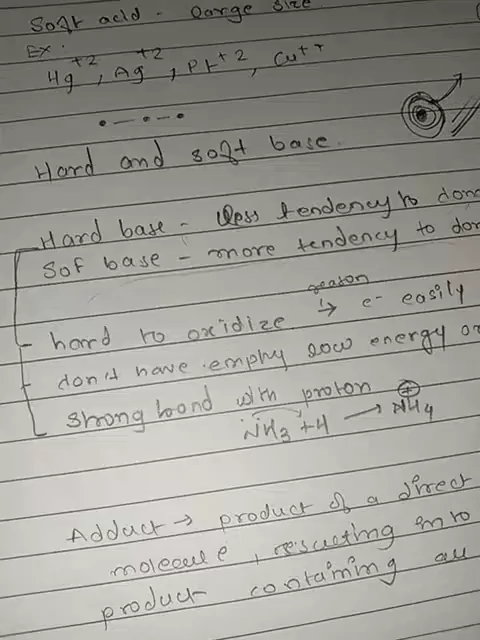 Soft acid - Large size
Ex:
Hg+2, Ag+2, Pt+2, Cu++
Hard and soft base.
Hard base - less tendency to dona
Sof base - more tendency to don
reason
- hard to oxidize → e- easily
- don't have emphy low energy or
- strong bond with proton
NH3 + H → NH4 +
Adduct → product of a direct
molecule, resulting into
product containing all